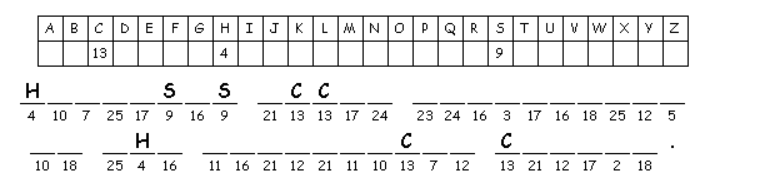 A B C D E F G H I J K L M N O P Q R S T U V W X Y Z
13 4 9
H S S C C
4 10 7 25 17 9 16 9 21 13 13 17 24 23 24 16 3 17 16 18 25 12 5
H C C .
10 18 25 4 16 11 16 21 12 21 11 10 13 7 12 13 21 12 17 2 18